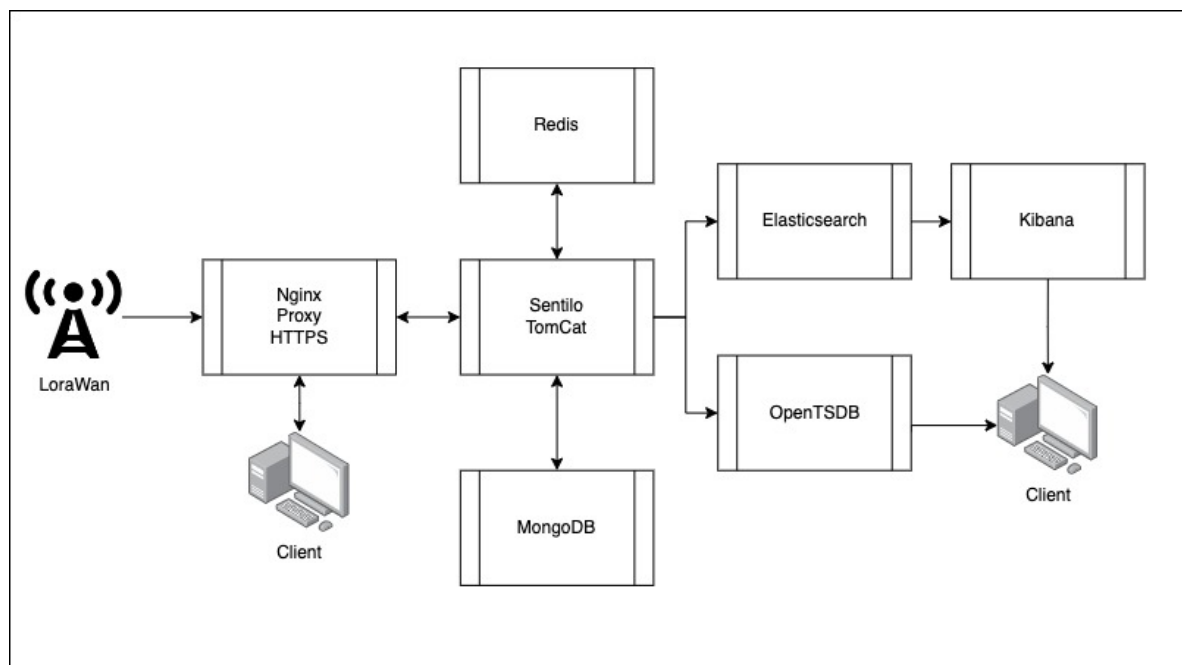 Redis
Elasticsearch
Kibana
Nginx
Proxy
HTTPS
Sentilo
TomCat
LoraWan
OpenTSDB
Client
MongoDB
Client